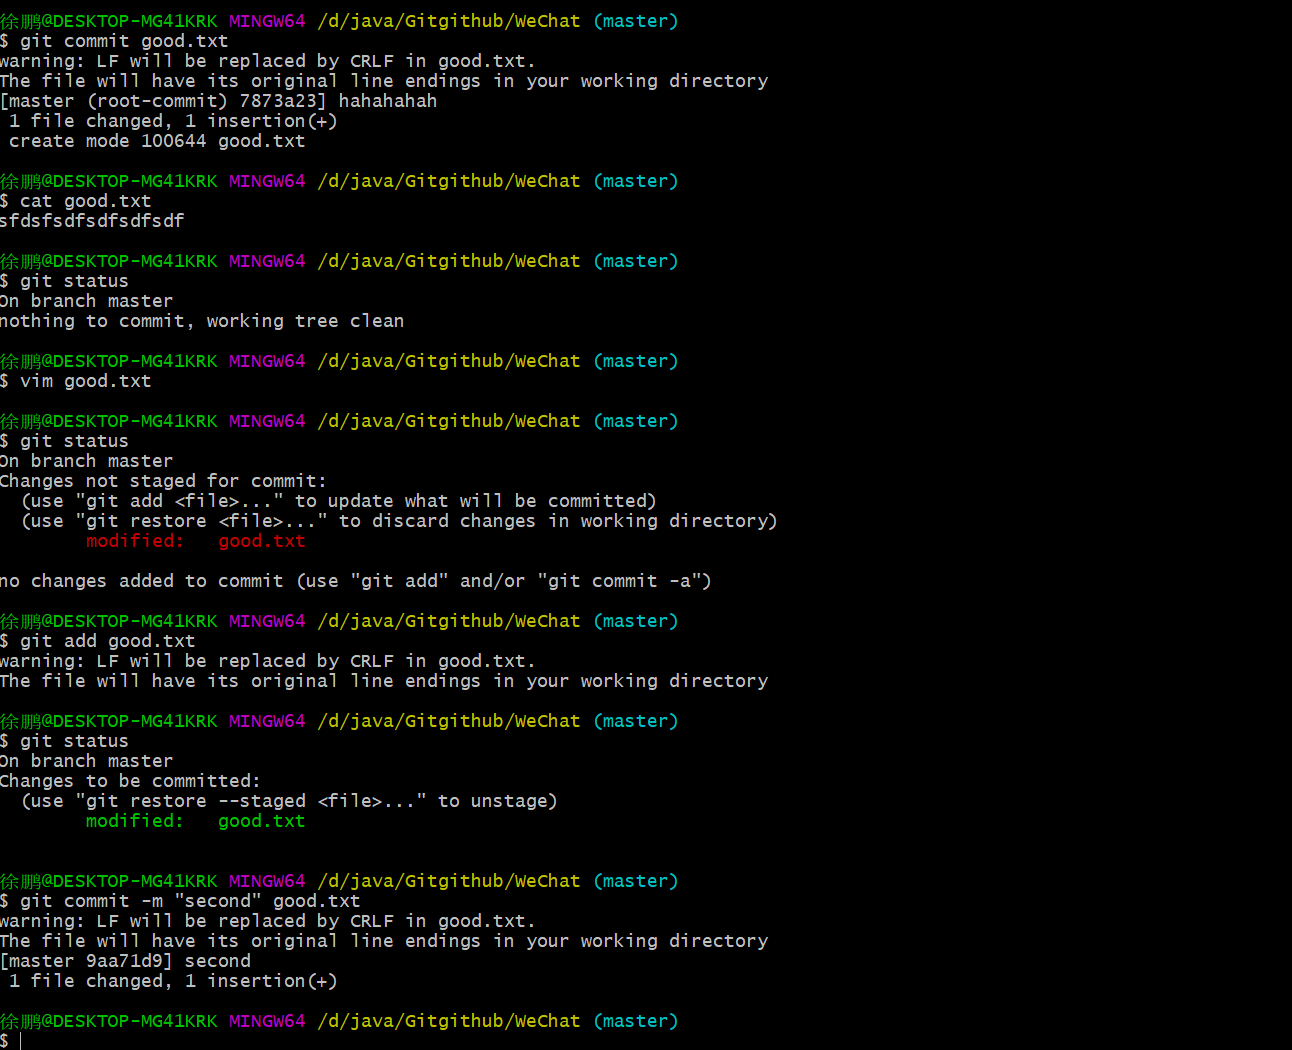 徐鹏@DESKTOP-MG41KRK MINGW64 /d/java/Gitgithub/WeChat (master)
$ git commit good.txt
warning: LF will be replaced by CRLF in good.txt.
The file will have its original line endings in your working directory
[master (root-commit) 7873a23] hahahahah
 1 file changed, 1 insertion(+)
 create mode 100644 good.txt

徐鹏@DESKTOP-MG41KRK MINGW64 /d/java/Gitgithub/WeChat (master)
$ cat good.txt
sfdsfsdfsdfsdfsdf

徐鹏@DESKTOP-MG41KRK MINGW64 /d/java/Gitgithub/WeChat (master)
$ git status
On branch master
nothing to commit, working tree clean

徐鹏@DESKTOP-MG41KRK MINGW64 /d/java/Gitgithub/WeChat (master)
$ vim good.txt

徐鹏@DESKTOP-MG41KRK MINGW64 /d/java/Gitgithub/WeChat (master)
$ git status
On branch master
Changes not staged for commit:
  (use "git add <file>..." to update what will be committed)
  (use "git restore <file>..." to discard changes in working directory)
        modified:   good.txt

no changes added to commit (use "git add" and/or "git commit -a")

徐鹏@DESKTOP-MG41KRK MINGW64 /d/java/Gitgithub/WeChat (master)
$ git add good.txt
warning: LF will be replaced by CRLF in good.txt.
The file will have its original line endings in your working directory

徐鹏@DESKTOP-MG41KRK MINGW64 /d/java/Gitgithub/WeChat (master)
$ git status
On branch master
Changes to be committed:
  (use "git restore --staged <file>..." to unstage)
        modified:   good.txt

徐鹏@DESKTOP-MG41KRK MINGW64 /d/java/Gitgithub/WeChat (master)
$ git commit -m "second" good.txt
warning: LF will be replaced by CRLF in good.txt.
The file will have its original line endings in your working directory
[master 9aa71d9] second
 1 file changed, 1 insertion(+)

徐鹏@DESKTOP-MG41KRK MINGW64 /d/java/Gitgithub/WeChat (master)
$